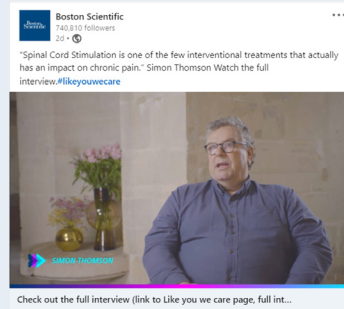 Boston Scientific
Boston
Scientific
740,810 followers
2d •
"Spinal Cord Stimulation is one of the few interventional treatments that actually
has an impact on chronic pain." Simon Thomson Watch the full
interview.#likeyouwecare
SIMON THOMSON
Check out the full interview (link to Like you we care page, full int...